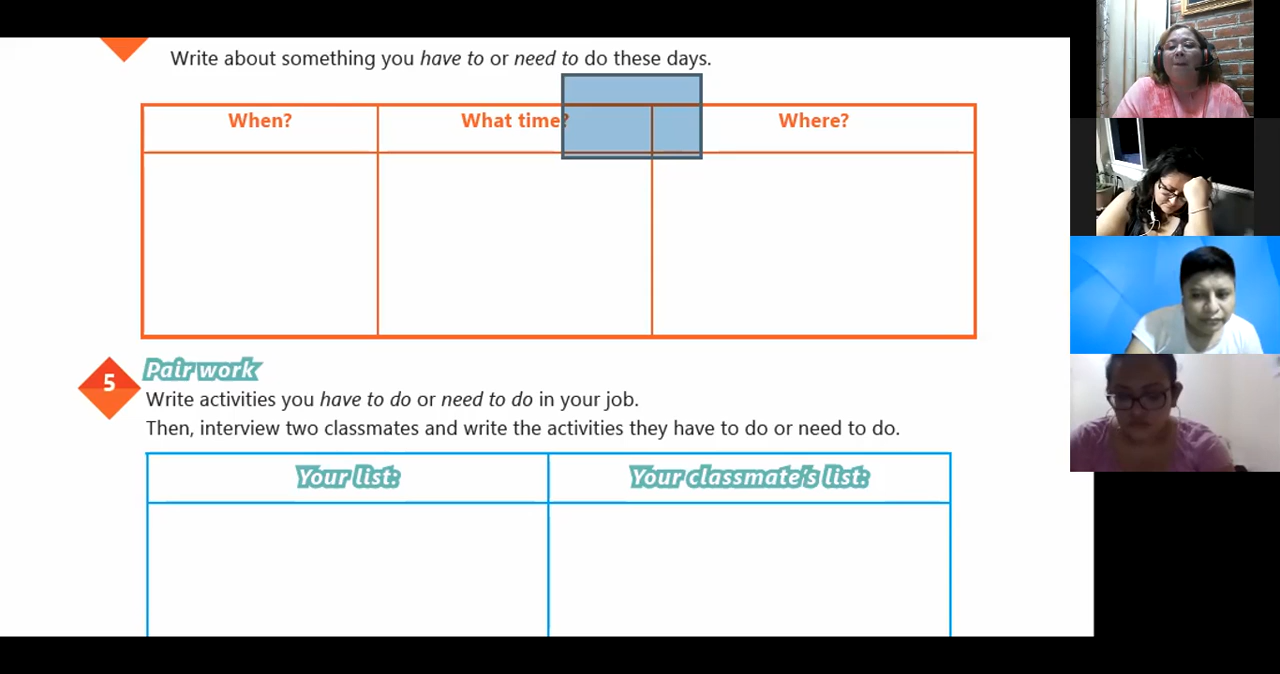 Write about something you have to or need to do these days.
When? What time? Where?
5
Pair work
Write activities you have to do or need to do in your job.
Then, interview two classmates and write the activities they have to do or need to do.
Your list: Your classmate's list: